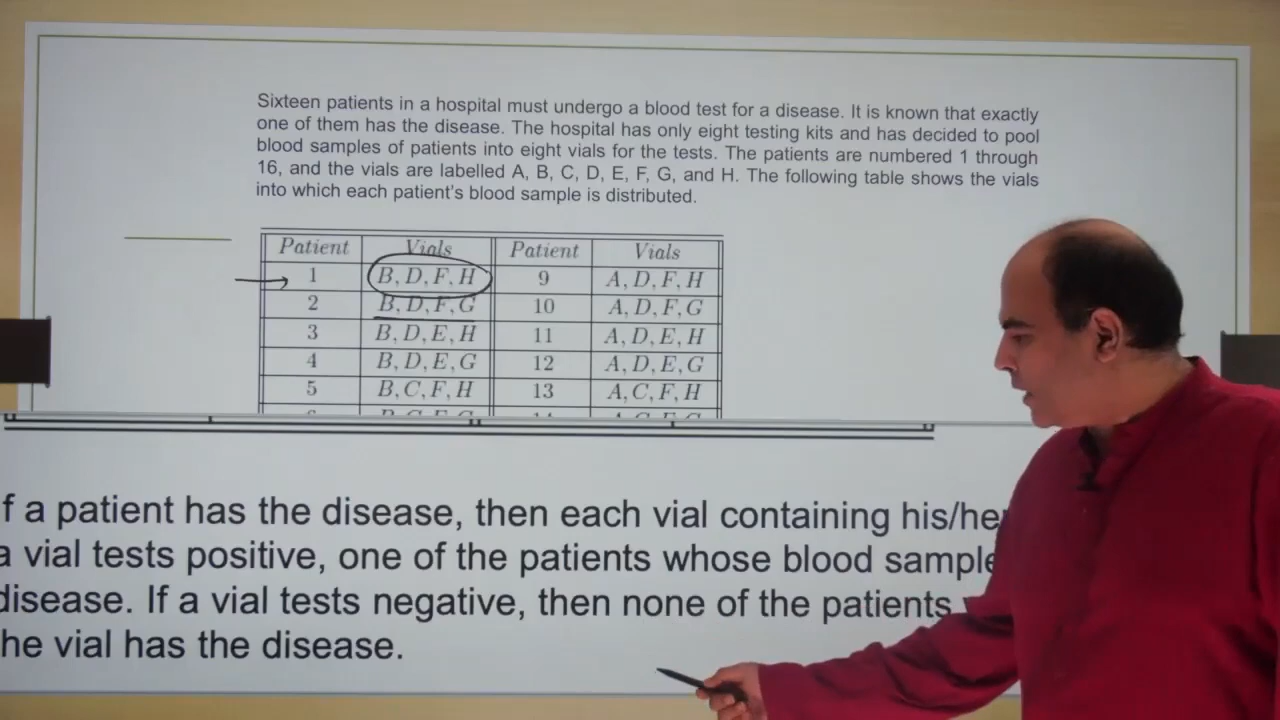 Sixteen patients in a hospital must undergo a blood test for a disease. It is known that exactly
one of them has the disease. The hospital has only eight testing kits and has decided to pool
blood samples of patients into eight vials for the tests. The patients are numbered 1 through
16, and the vials are labelled A, B, C, D, E, F, G, and H. The following table shows the vials
into which each patient's blood sample is distributed.
Patient Vials Patient Vials
1 B, D, F, H 9 A, D, F, H
2 B, D, F, G 10 A, D, F, G
3 B, D, E, H 11 A, D, E, H
4 B, D, E, G 12 A, D, E, G
5 B, C, F, H 13 A, C, F, H
f a patient has the disease, then each vial containing his/he
a vial tests positive, one of the patients whose blood sample
disease. If a vial tests negative, then none of the patients
he vial has the disease.